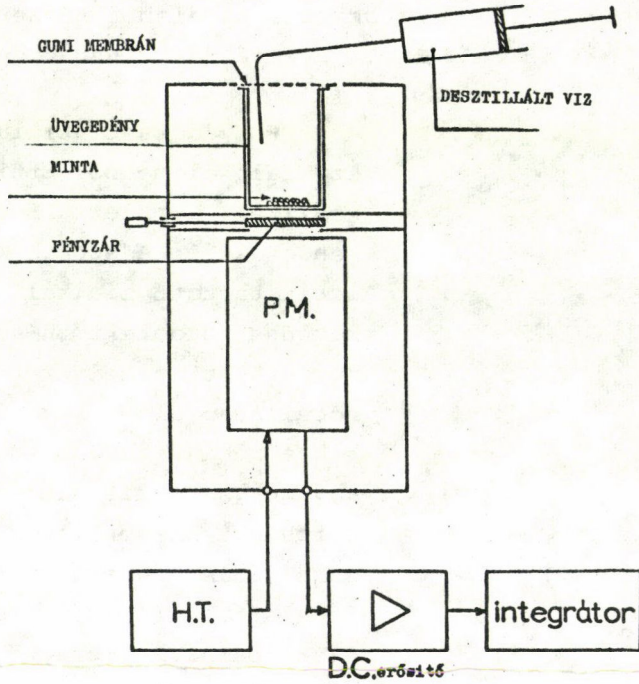 GUMI MEMBRÁN
DESZTILLÁLT VIZ
ÜVEGEDÉNY
MINTA
FÉNYZÁR
P.M.
H.T.
integrátor
D.C.erősitő